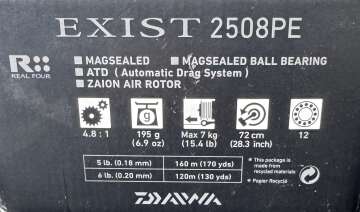 EXIST 2508PE
R
REAL FOUR
MAGSEALED MAGSEALED BALL BEARING
ATD ( Automatic Drag System )
ZAION AIR ROTOR
g
4.8 : 1 195 g Max 7 kg 72 cm 12
(6.9 oz) (15.4 lb) (28.3 inch)
5 lb. (0.18 mm) 160 m (170 yds)
6 lb. (0.20 mm) 120m (130 yds)
This package is
made from
recycled materials
Papier Recyclé
DAIWA